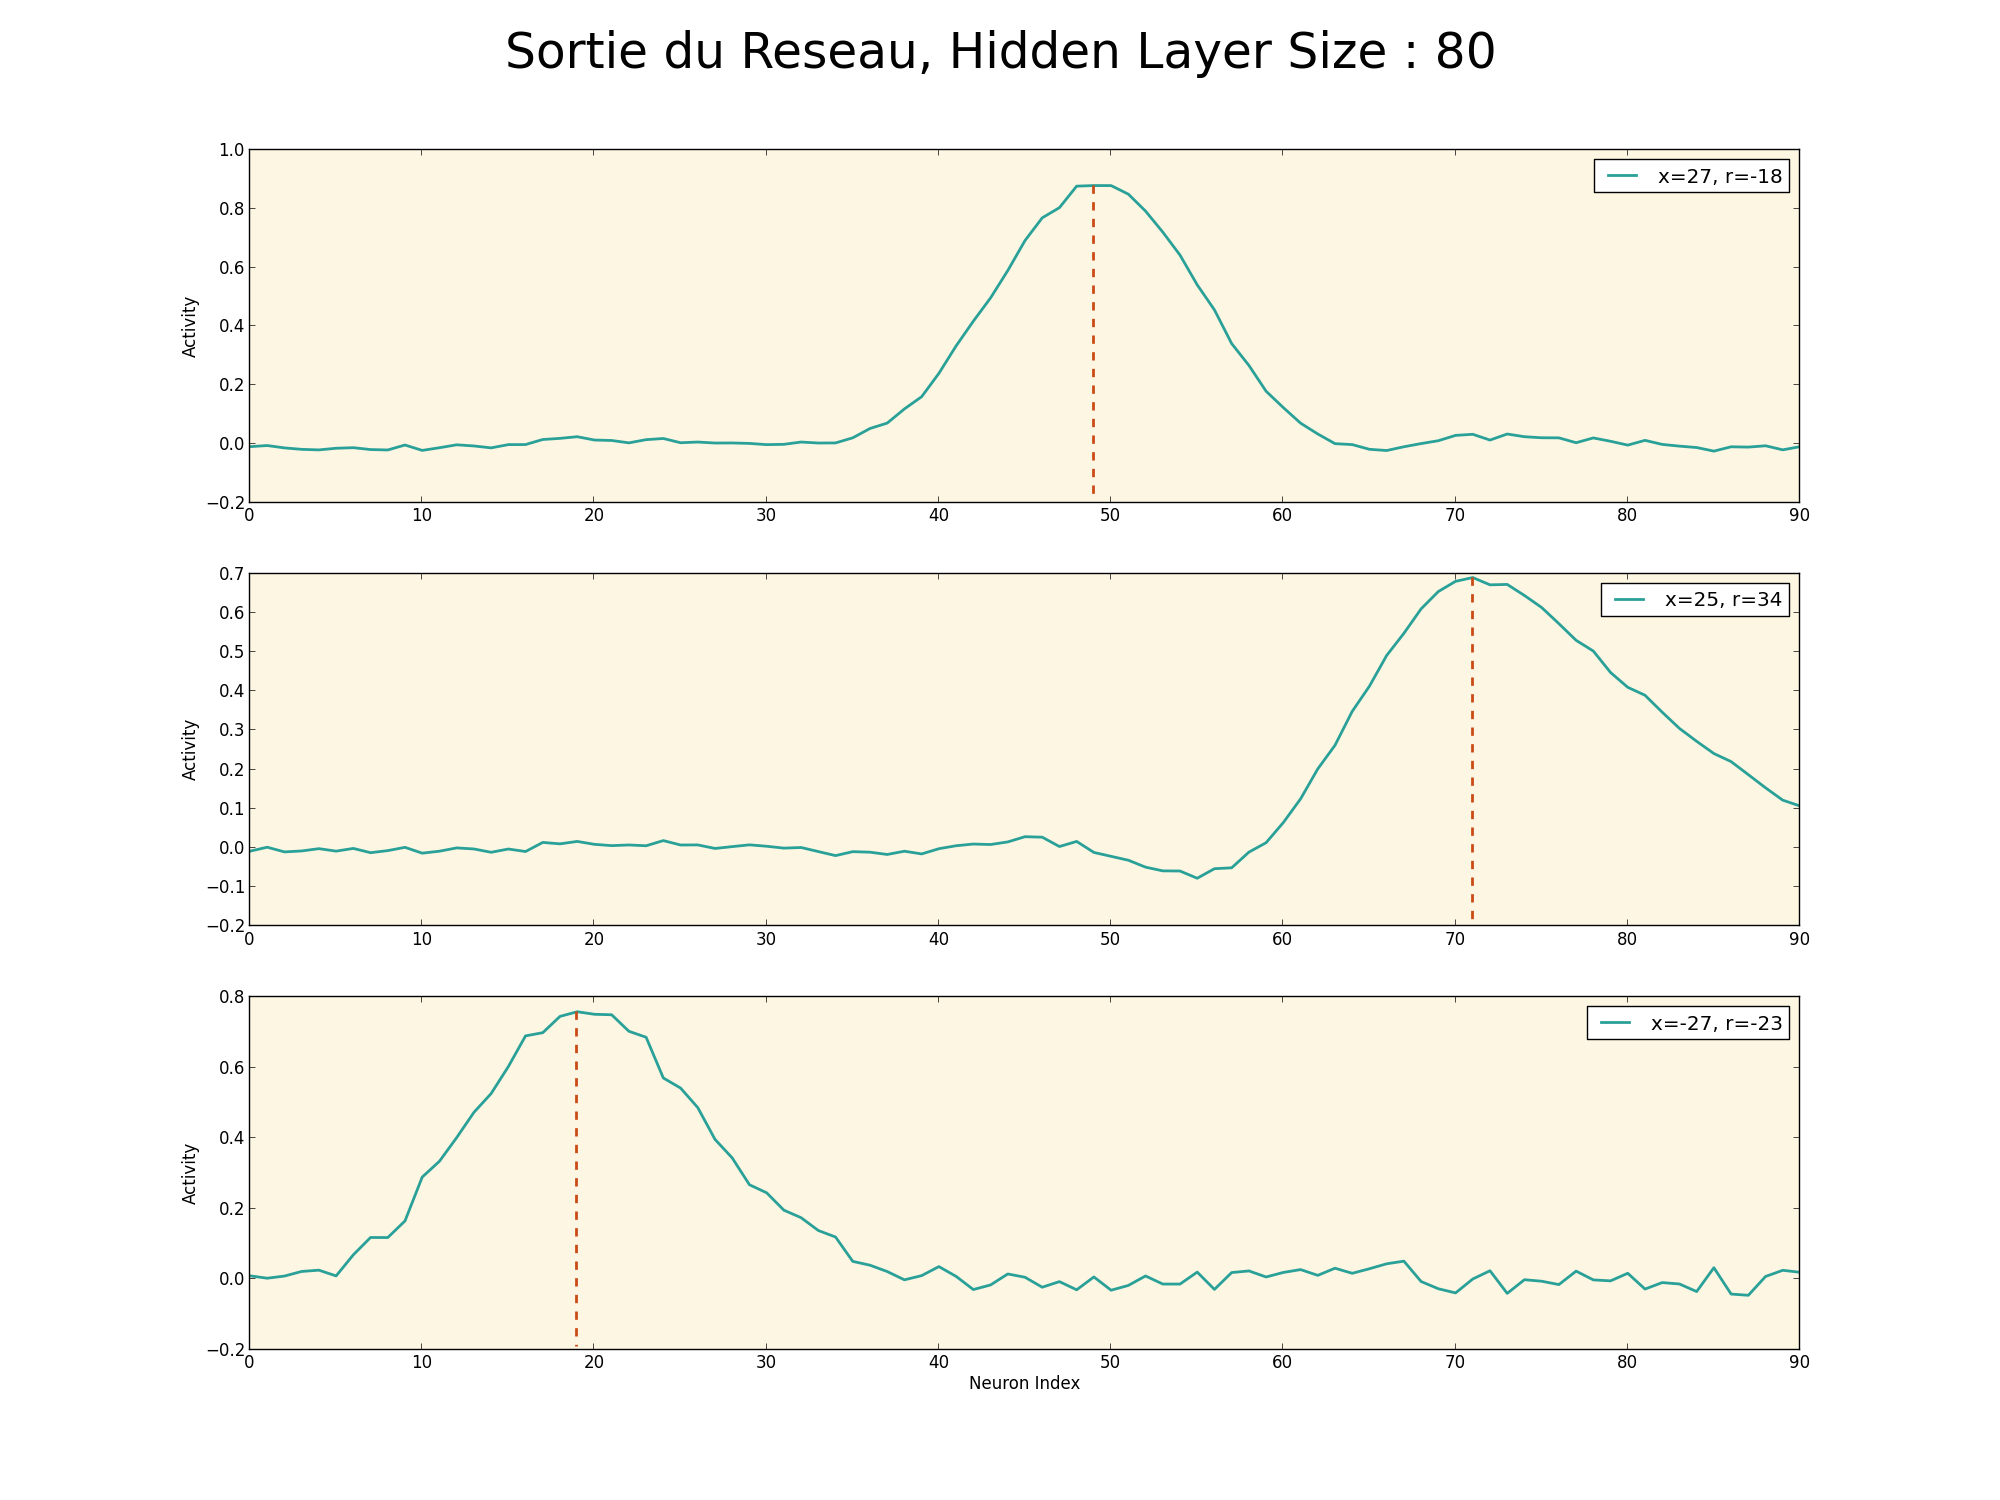 Sortie du Reseau, Hidden Layer Size : 80
1.0
0.8
0.6
0.4
0.2
0.0
−0.2
Activity
x=27, r=-18
0 10 20 30 40 50 60 70 80 90
0.7
0.6
0.5
0.4
0.3
0.2
0.1
0.0
−0.1
−0.2
Activity
x=25, r=34
0 10 20 30 40 50 60 70 80 90
0.8
0.6
0.4
0.2
0.0
−0.2
Activity
x=-27, r=-23
0 10 20 30 40 50 60 70 80 90
Neuron Index